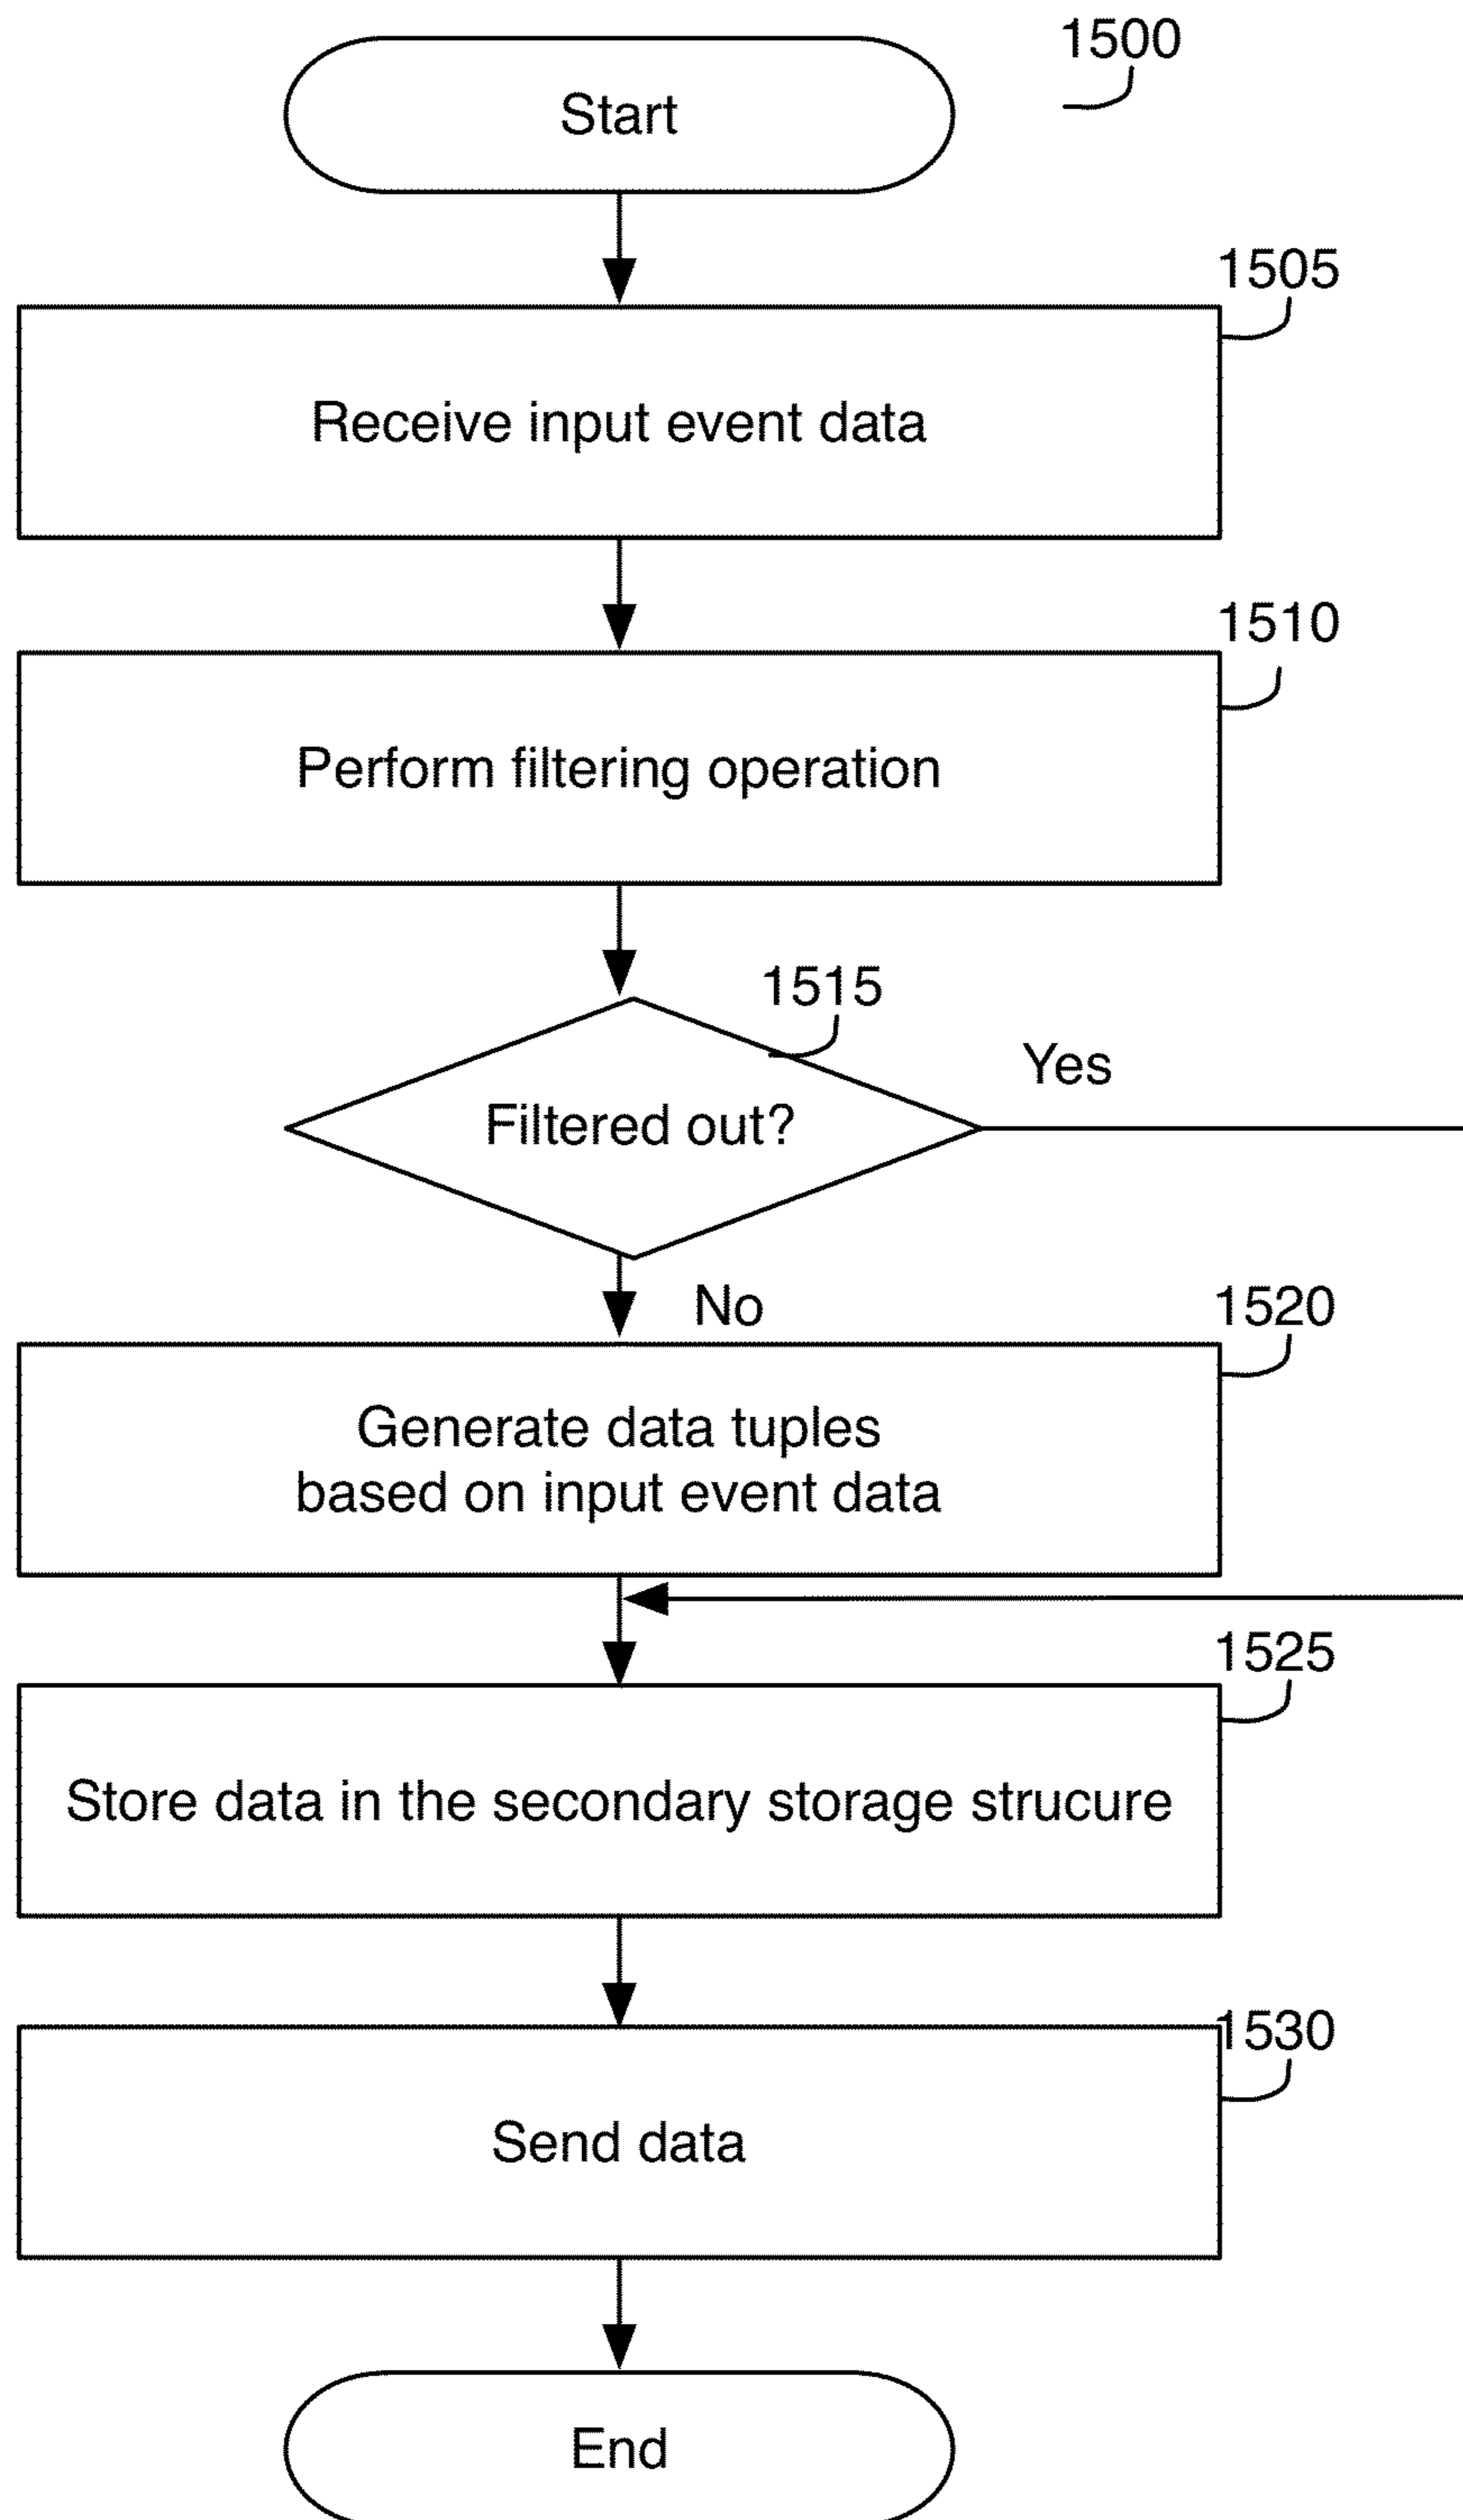 1500
Start
1505
Receive input event data
1510
Perform filtering operation
1515
Yes
Filtered out?
No
1520
Generate data tuples
based on input event data
1525
Store data in the secondary storage strucure
1530
Send data
End